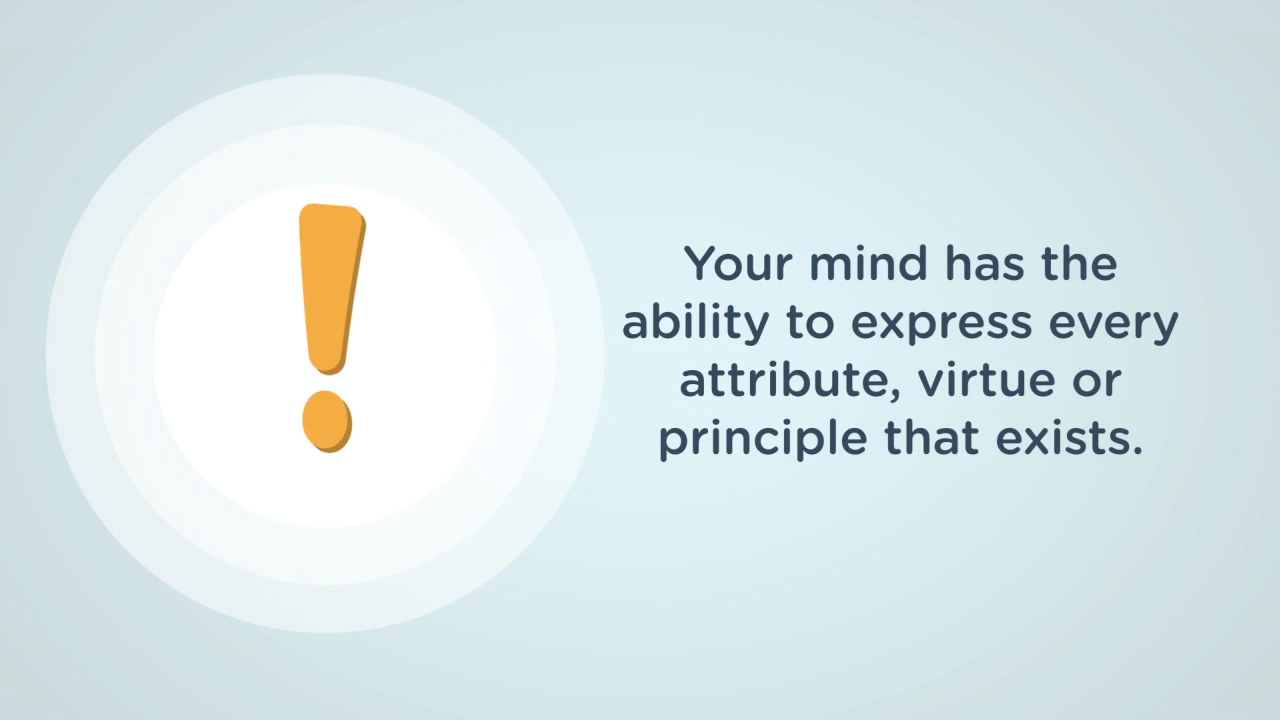 Your mind has the
ability to express every
attribute, virtue or
principle that exists.